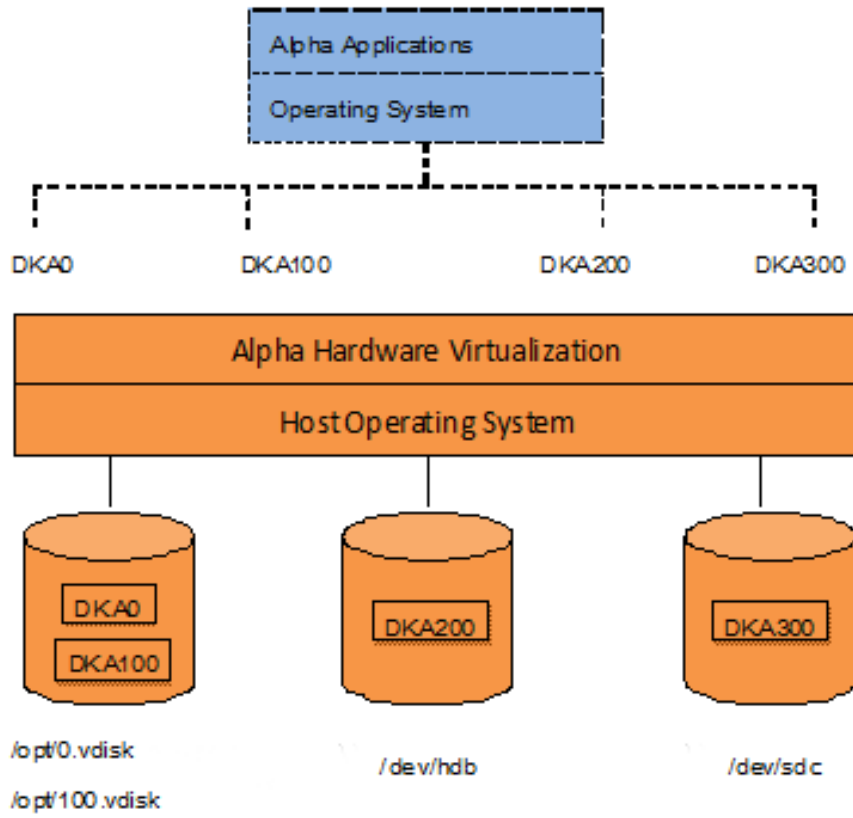 Alpha Applications
Operating System
DKA0 DKA100 DKA200 DKA300
Alpha Hardware Virtualization
Host Operating System
DKA0
DKA100
DKA200
DKA300
/opt/0.vdisk
/opt/100.vdisk
/dev/hdb
/dev/sdc